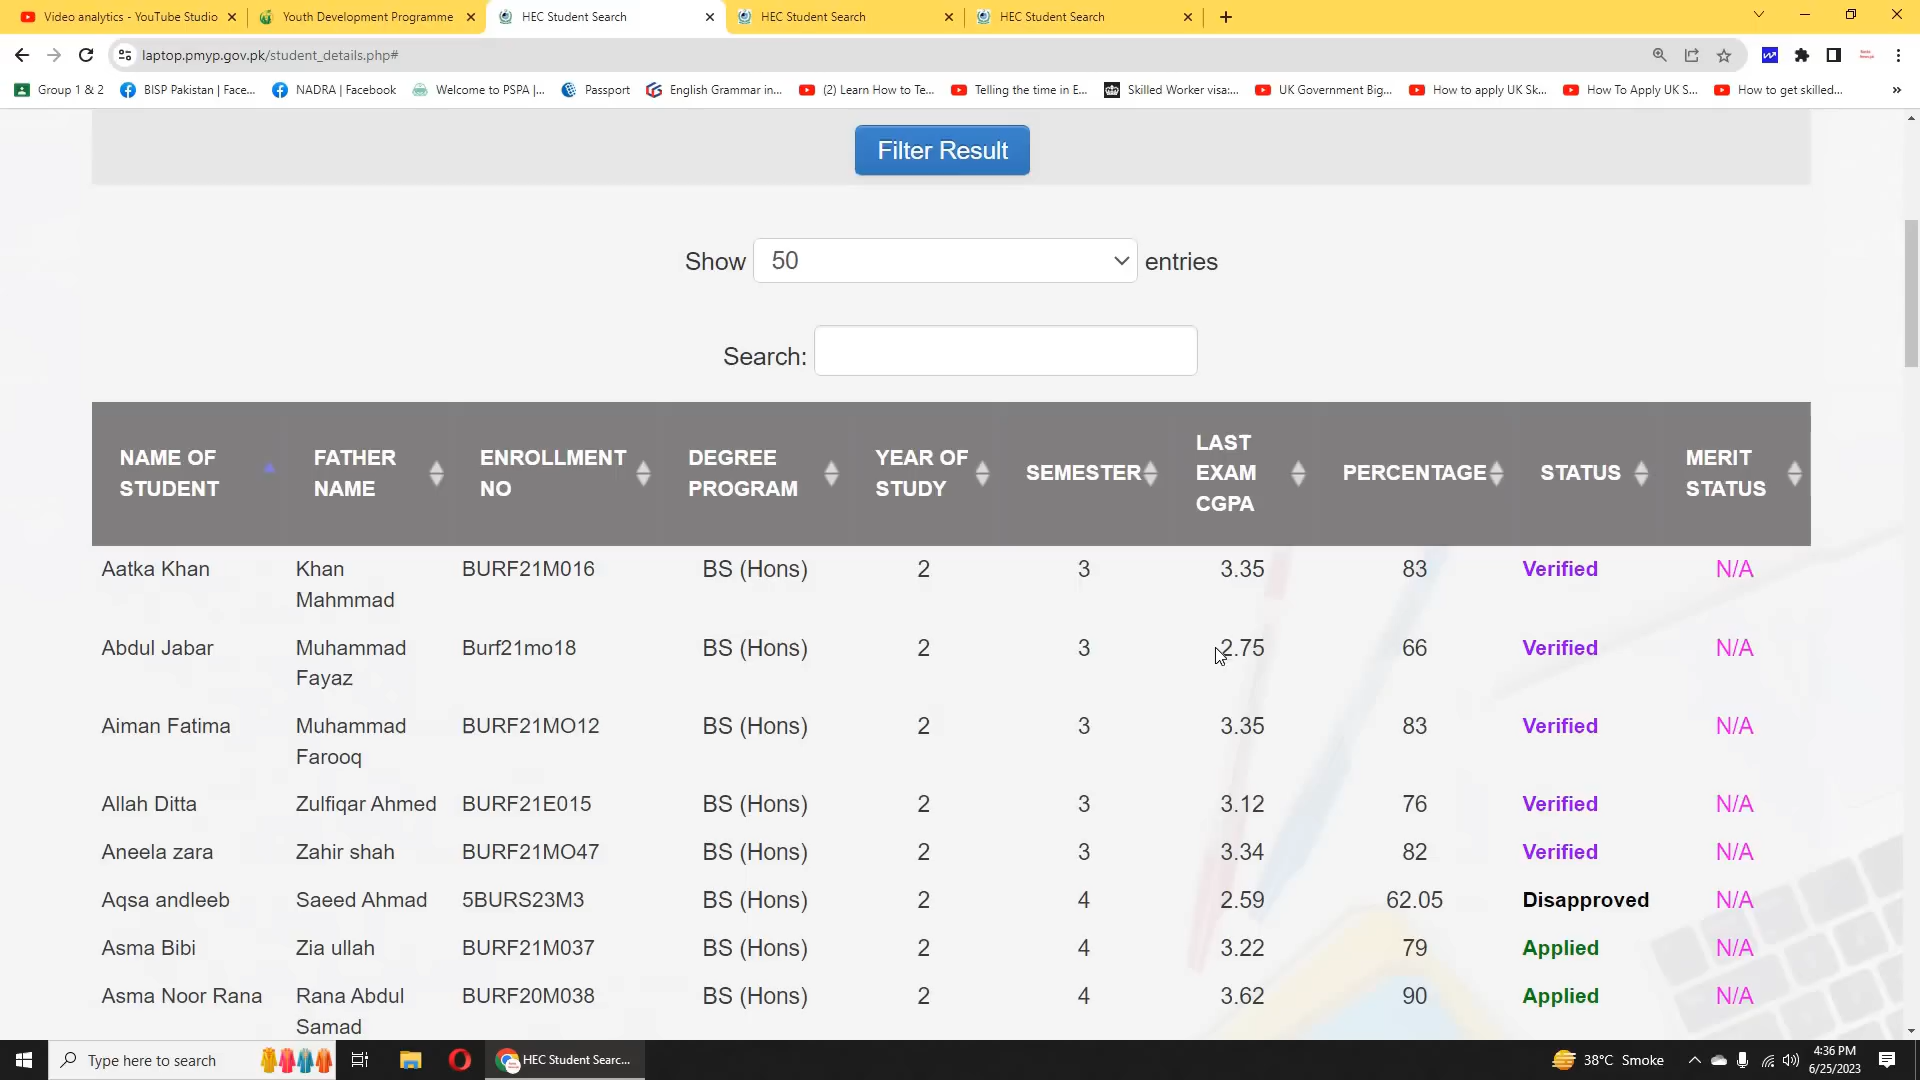 Video analytics - YouTube Studio
Youth Development Programme
HEC Student Search
HEC Student Search
HEC Student Search
laptop.pmyp.gov.pk/student_details.php#
Group 1 & 2
BISP Pakistan | Face...
NADRA | Facebook
Welcome to PSPA |...
Passport
English Grammar in...
(2) Learn How to Te...
Telling the time in E...
Skilled Worker visa:...
UK Government Big...
How to apply UK Sk...
How To Apply UK S...
How to get skilled...
»
Filter Result
Show 50 entries
Search:
NAME OF STUDENT
FATHER NAME
ENROLLMENT NO
DEGREE PROGRAM
YEAR OF STUDY
SEMESTER
LAST EXAM CGPA
PERCENTAGE
STATUS
MERIT STATUS
Aatka Khan Khan Mahmmad BURF21M016 BS (Hons) 2 3 3.35 83 Verified N/A
Abdul Jabar Muhammad Fayaz Burf21mo18 BS (Hons) 2 3 2.75 66 Verified N/A
Aiman Fatima Muhammad Farooq BURF21MO12 BS (Hons) 2 3 3.35 83 Verified N/A
Allah Ditta Zulfiqar Ahmed BURF21E015 BS (Hons) 2 3 3.12 76 Verified N/A
Aneela zara Zahir shah BURF21MO47 BS (Hons) 2 3 3.34 82 Verified N/A
Aqsa andleeb Saeed Ahmad 5BURS23M3 BS (Hons) 2 4 2.59 62.05 Disapproved N/A
Asma Bibi Zia ullah BURF21M037 BS (Hons) 2 4 3.22 79 Applied N/A
Asma Noor Rana Rana Abdul Samad BURF20M038 BS (Hons) 2 4 3.62 90 Applied N/A
Type here to search
HEC Student Searc...
38°C Smoke
4:36 PM
6/25/2023